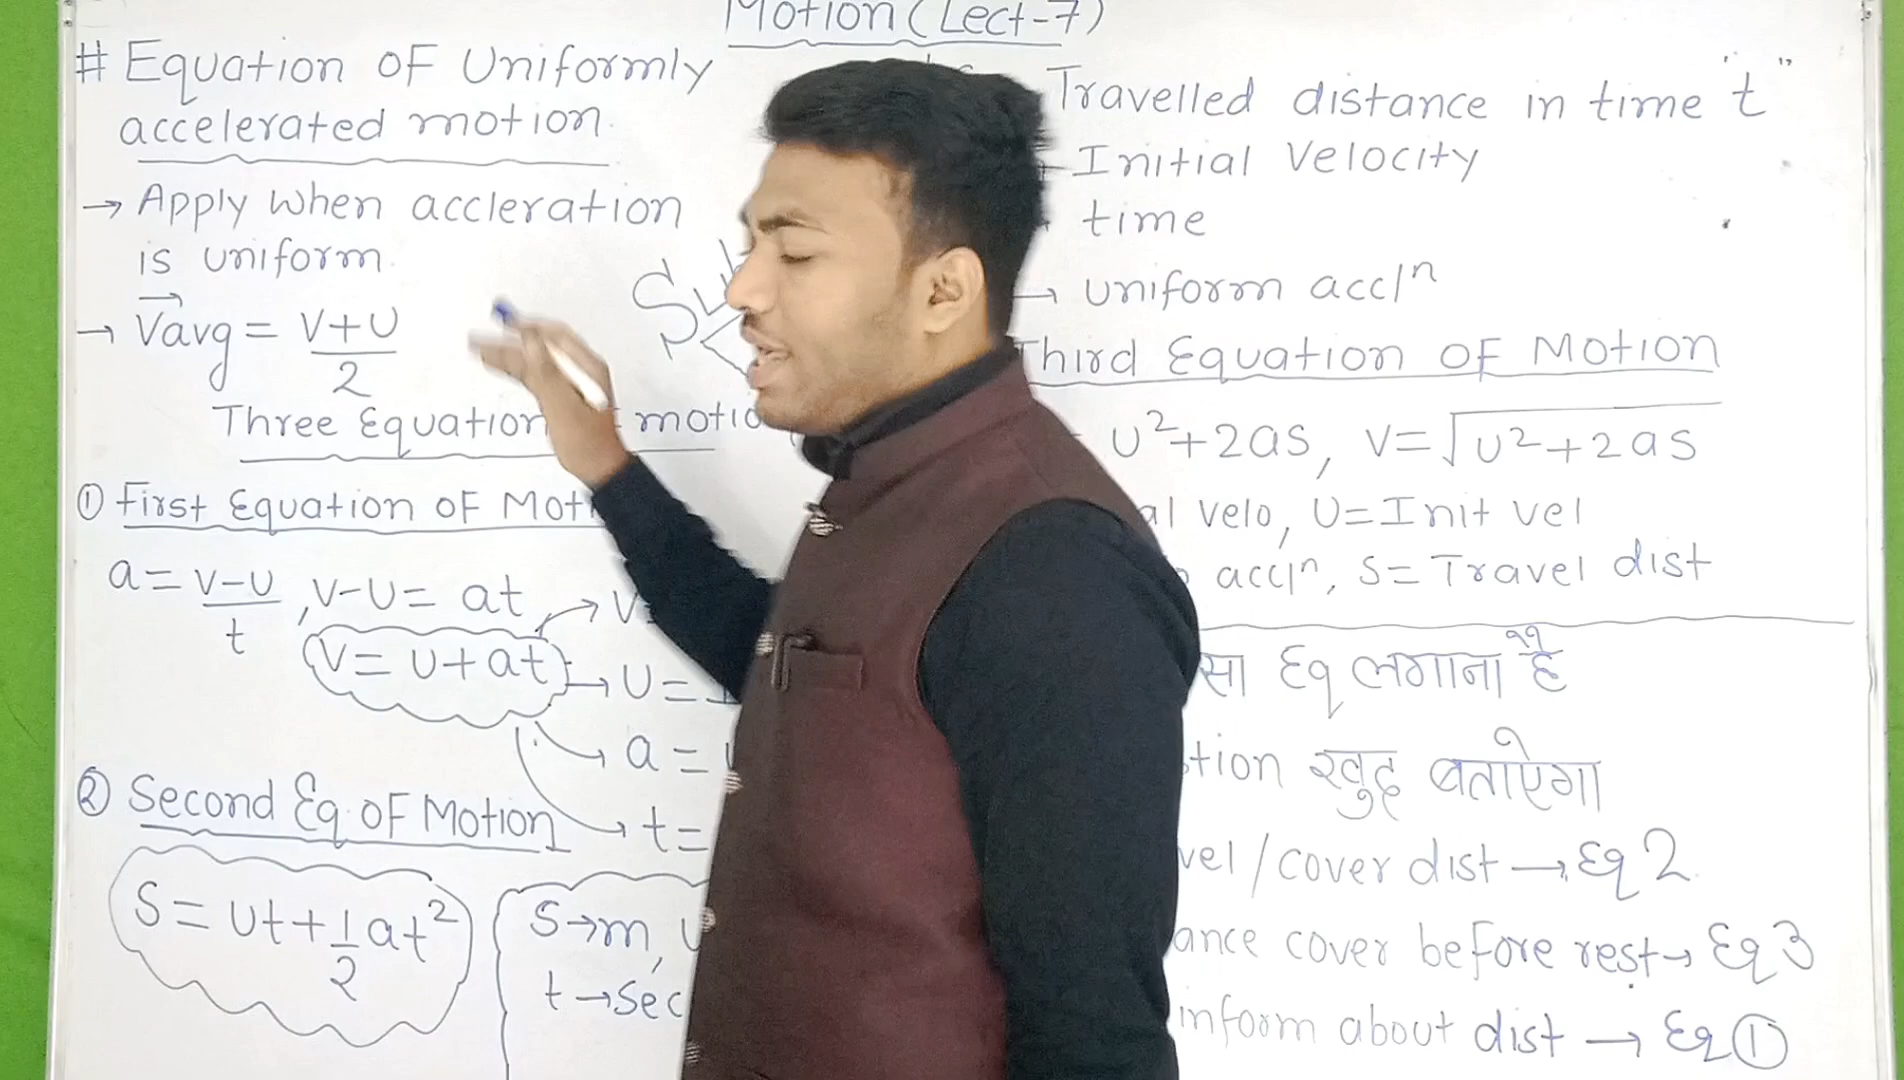 Motion (Lect-7)
# Equation OF Uniformly
accelerated motion
→ Apply when accleration
is uniform
→ Vavg = V+U/2
Three Equation motio
① First Equation OF Mot
a = V-U/t, V-U = at
V = U+at → V
→ U =
→ a =
→ t =
② Second Eq. OF Motion
S = Ut + 1/2 at²
S→m, U
t→sec
Travelled distance in time "t"
Initial Velocity
time
→ uniform acclⁿ
Third Equation OF Motion
U²+2as, V=√U²+2as
al velo, U=Init vel
acclⁿ, S=Travel dist
सा Eq लगाना है ??
tion खुद बताऐगा
vel/cover dist → Eq 2
ance cover before rest → Eq 3
inform about dist → Eq ①